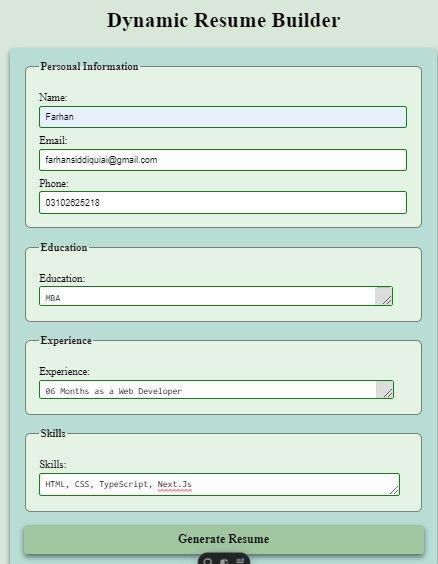 Dynamic Resume Builder
Personal Information
Name:
Farhan
Email:
farhansiddiquiai@gmail.com
Phone:
03102625218
Education
Education:
MBA
Experience
Experience:
06 Months as a Web Developer
Skills
Skills:
HTML, CSS, TypeScript, Next.Js
Generate Resume